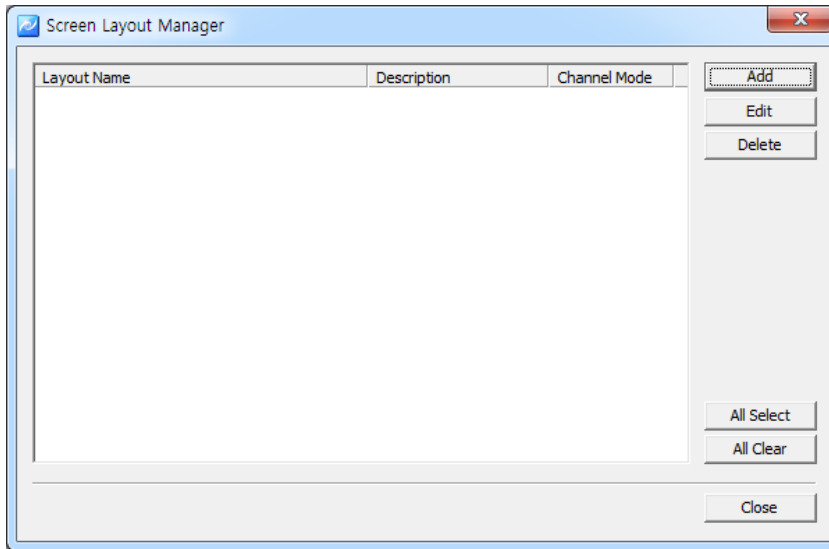 Screen Layout Manager
Layout Name Description Channel Mode
Add
Edit
Delete
All Select
All Clear
Close